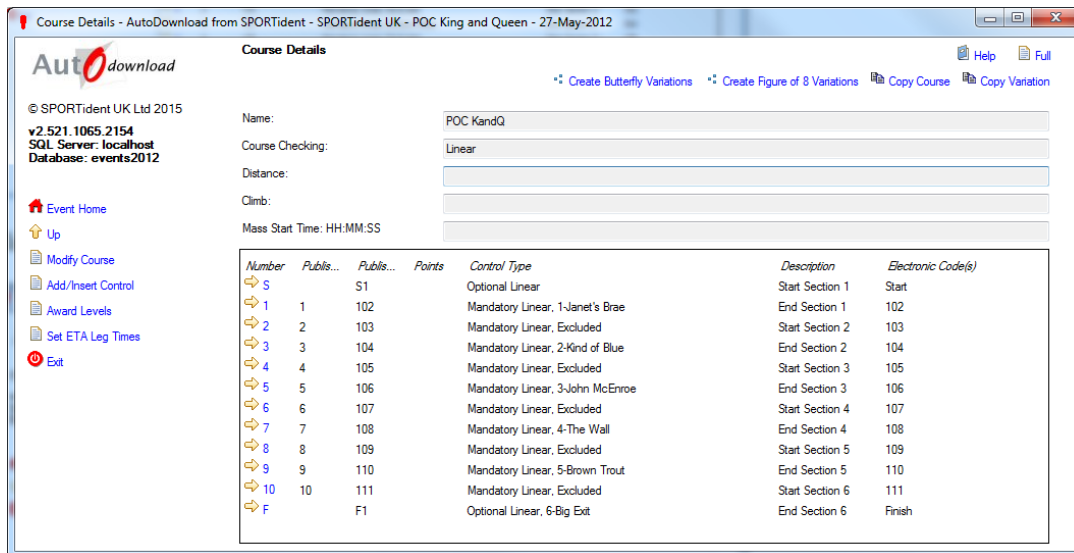 Course Details - AutoDownload from SPORTident - SPORTident UK - POC King and Queen - 27-May-2012
AutOdownload
Course Details
Help Full
Create Butterfly Variations Create Figure of 8 Variations Copy Course Copy Variation
© SPORTident UK Ltd 2015
v2.521.1065.2154
SQL Server: localhost
Database: events2012
Event Home
Up
Modify Course
Add/Insert Control
Award Levels
Set ETA Leg Times
Exit
Name: POC KandQ
Course Checking: Linear
Distance:
Climb:
Mass Start Time: HH:MM:SS
Number Publis... Publis... Points Control Type Description Electronic Code(s)
S S1 Optional Linear Start Section 1 Start
1 1 102 Mandatory Linear, 1-Janet's Brae End Section 1 102
2 2 103 Mandatory Linear, Excluded Start Section 2 103
3 3 104 Mandatory Linear, 2-Kind of Blue End Section 2 104
4 4 105 Mandatory Linear, Excluded Start Section 3 105
5 5 106 Mandatory Linear, 3-John McEnroe End Section 3 106
6 6 107 Mandatory Linear, Excluded Start Section 4 107
7 7 108 Mandatory Linear, 4-The Wall End Section 4 108
8 8 109 Mandatory Linear, Excluded Start Section 5 109
9 9 110 Mandatory Linear, 5-Brown Trout End Section 5 110
10 10 111 Mandatory Linear, Excluded Start Section 6 111
F F1 Optional Linear, 6-Big Exit End Section 6 Finish